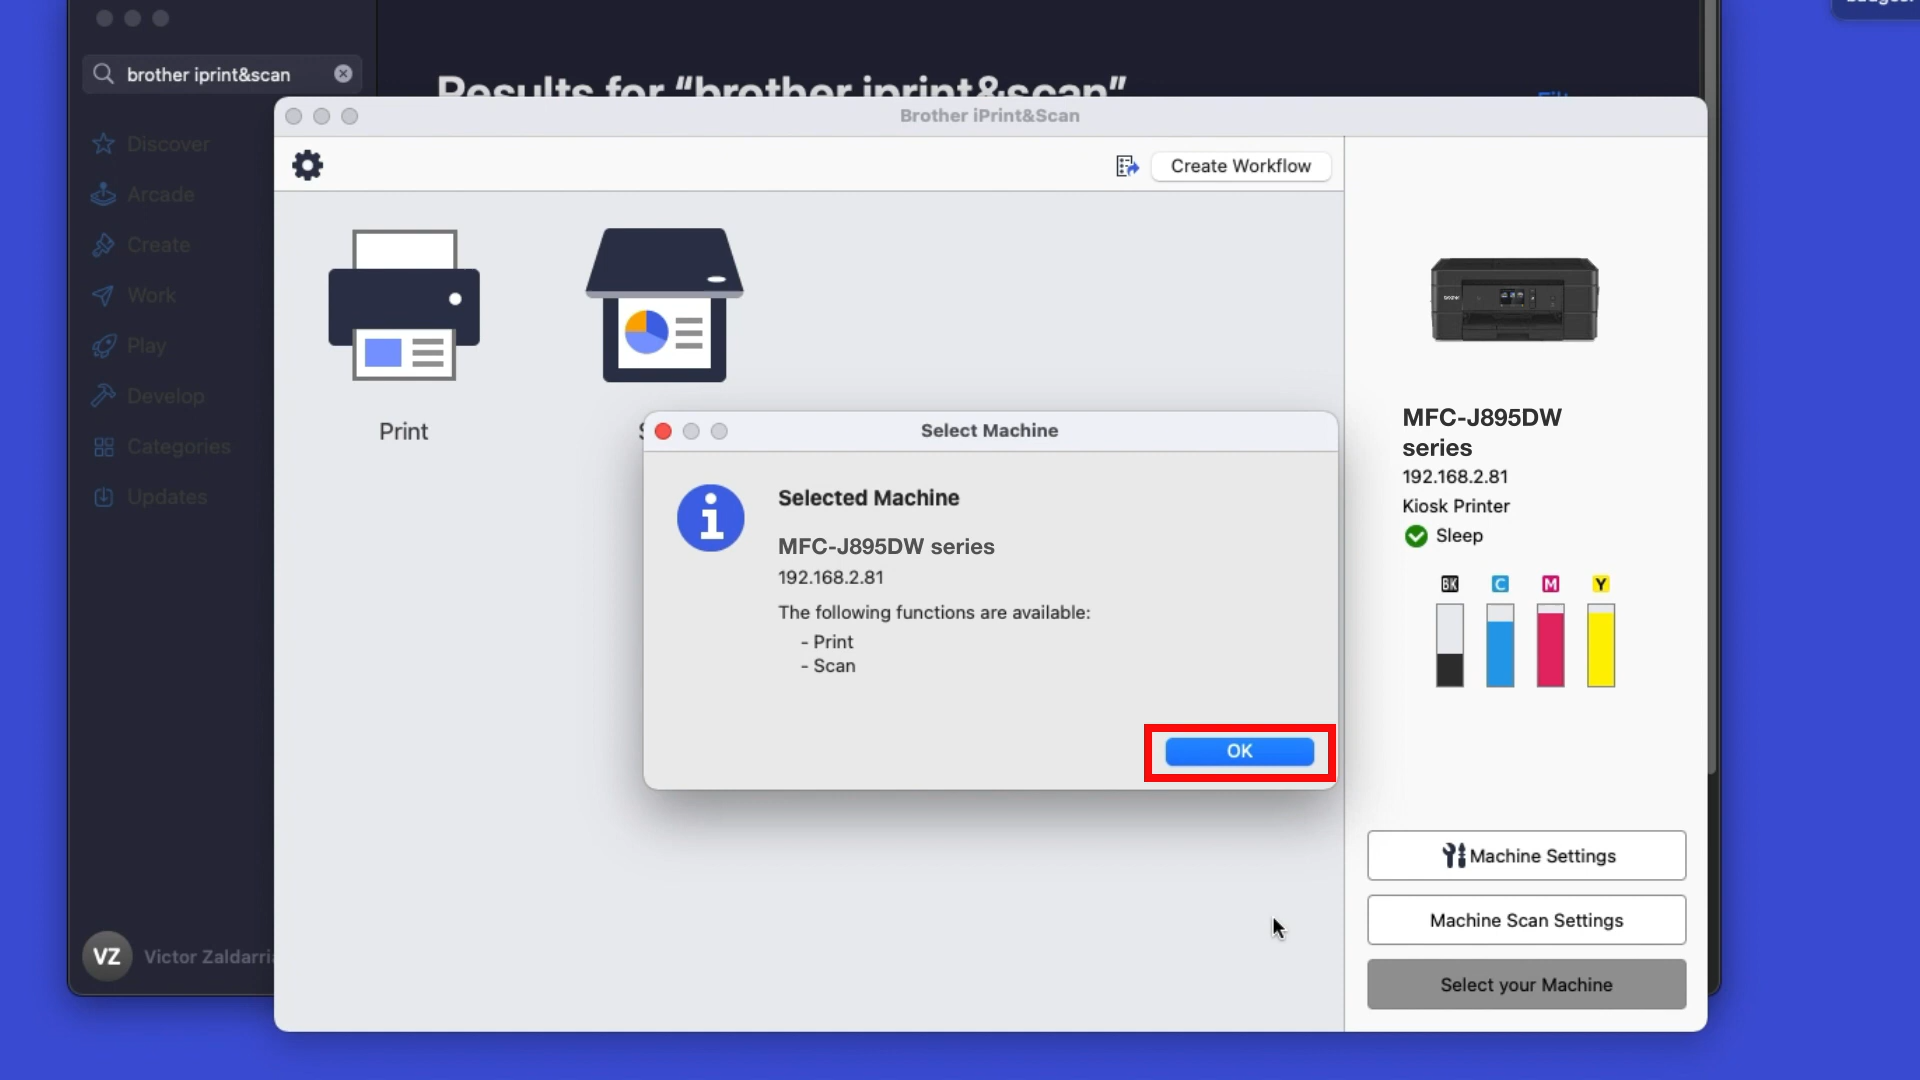 brother iprint&scan
Results for “brother iprint&scan”
Discover
Arcade
Create
Work
Play
Develop
Categories
Updates
VZ
Victor Zaldarri
Brother iPrint&Scan
Create Workflow
Print
Select Machine
Selected Machine
MFC-J895DW series
192.168.2.81
The following functions are available:
- Print
- Scan
OK
brother
MFC-J895DW
series
192.168.2.81
Kiosk Printer
Sleep
BK C M Y
Machine Settings
Machine Scan Settings
Select your Machine